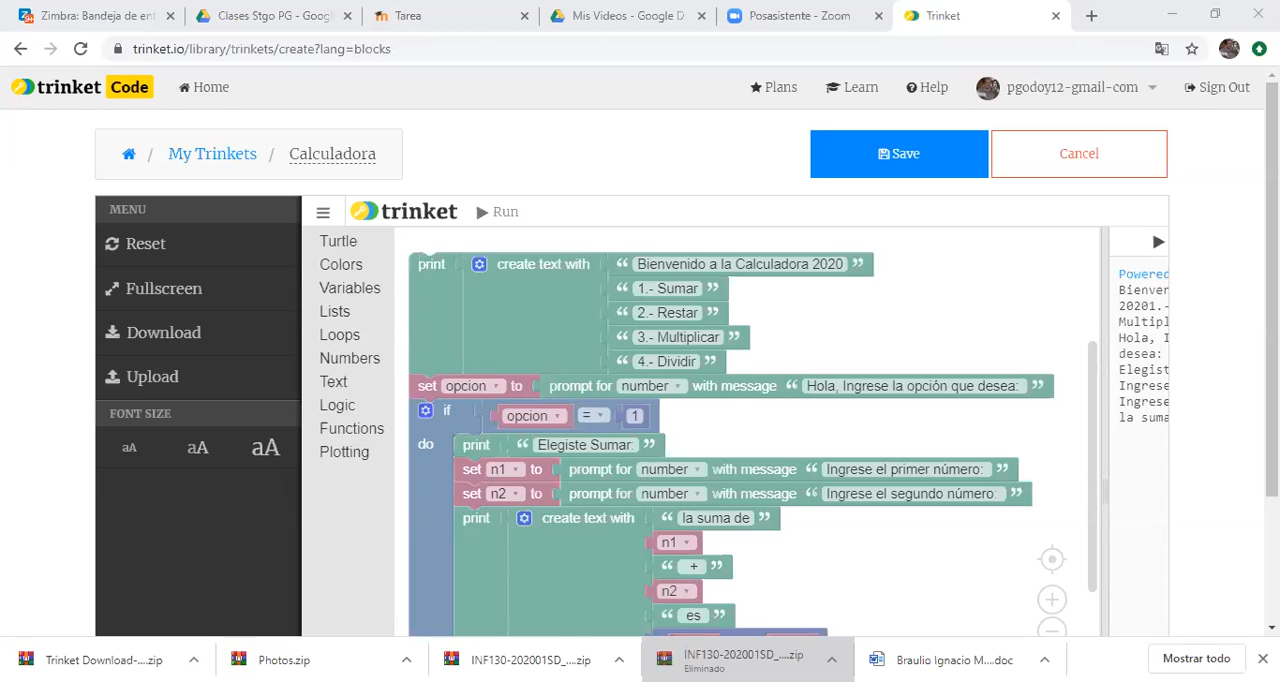 Zimbra: Bandeja de ent
Clases Stgo PG - Goog
Tarea
Mis Videos - Google D
Posasistente - Zoom
Trinket
trinket.io/library/trinkets/create?lang=blocks
trinket Code
Home
Plans
Learn
Help
pgodoy12-gmail-com
Sign Out
/ My Trinkets / Calculadora
Save
Cancel
MENU
Reset
Fullscreen
Download
Upload
FONT SIZE
aA aA aA
trinket
Run
Turtle
Colors
Variables
Lists
Loops
Numbers
Text
Logic
Functions
Plotting
print create text with “ Bienvenido a la Calculadora 2020 ”
“ 1.- Sumar ”
“ 2.- Restar ”
“ 3.- Multiplicar ”
“ 4.- Dividir ”
set opcion to prompt for number with message “ Hola, Ingrese la opción que desea: ”
if opcion = 1
do print “ Elegiste Sumar: ”
set n1 to prompt for number with message “ Ingrese el primer número: ”
set n2 to prompt for number with message “ Ingrese el segundo número: ”
print create text with “ la suma de ”
n1
“ + ”
n2
“ es ”
Powered
Bienven
20201.-
Multipl
Hola, I
desea:
Elegist
Ingrese
Ingrese
la suma
Trinket Download-....zip
Photos.zip
INF130-202001SD_....zip
INF130-202001SD_....zip
Eliminado
Braulio Ignacio M....doc
Mostrar todo